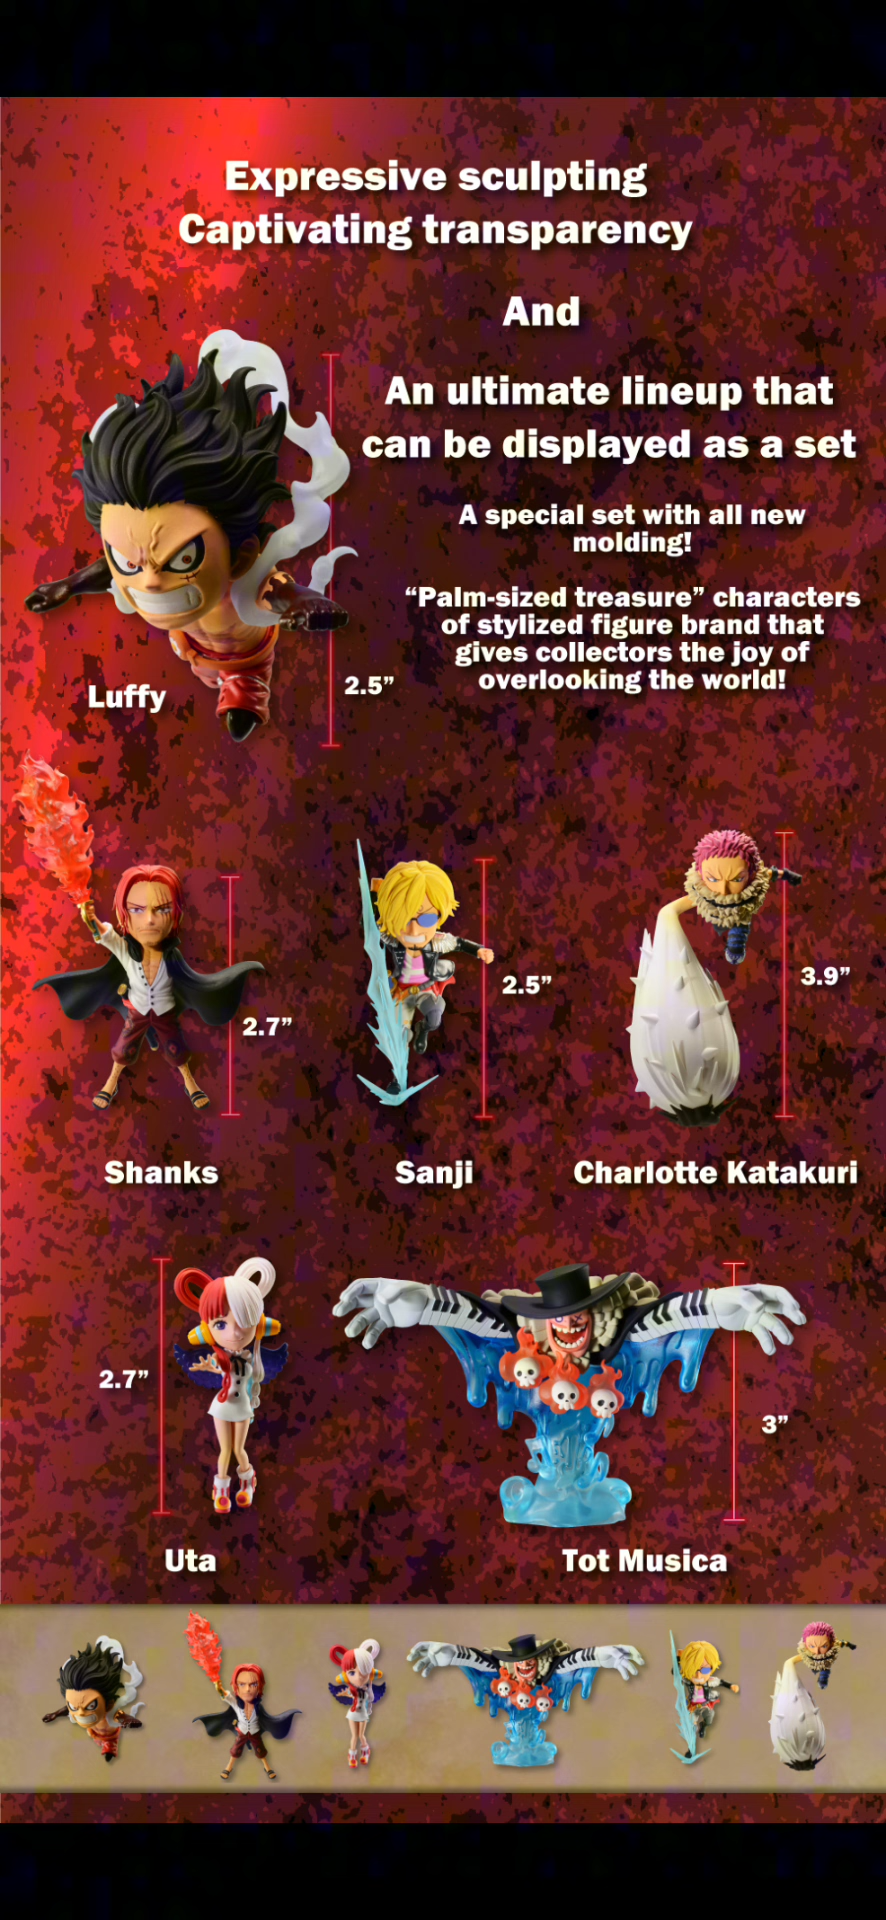 Expressive sculpting
Captivating transparency
And
An ultimate lineup that
can be displayed as a set
A special set with all new
molding!
“Palm-sized treasure” characters
of stylized figure brand that
gives collectors the joy of
overlooking the world!
Luffy
2.5”
2.7”
2.5”
3.9”
Shanks
Sanji
Charlotte Katakuri
2.7”
3”
Uta
Tot Musica